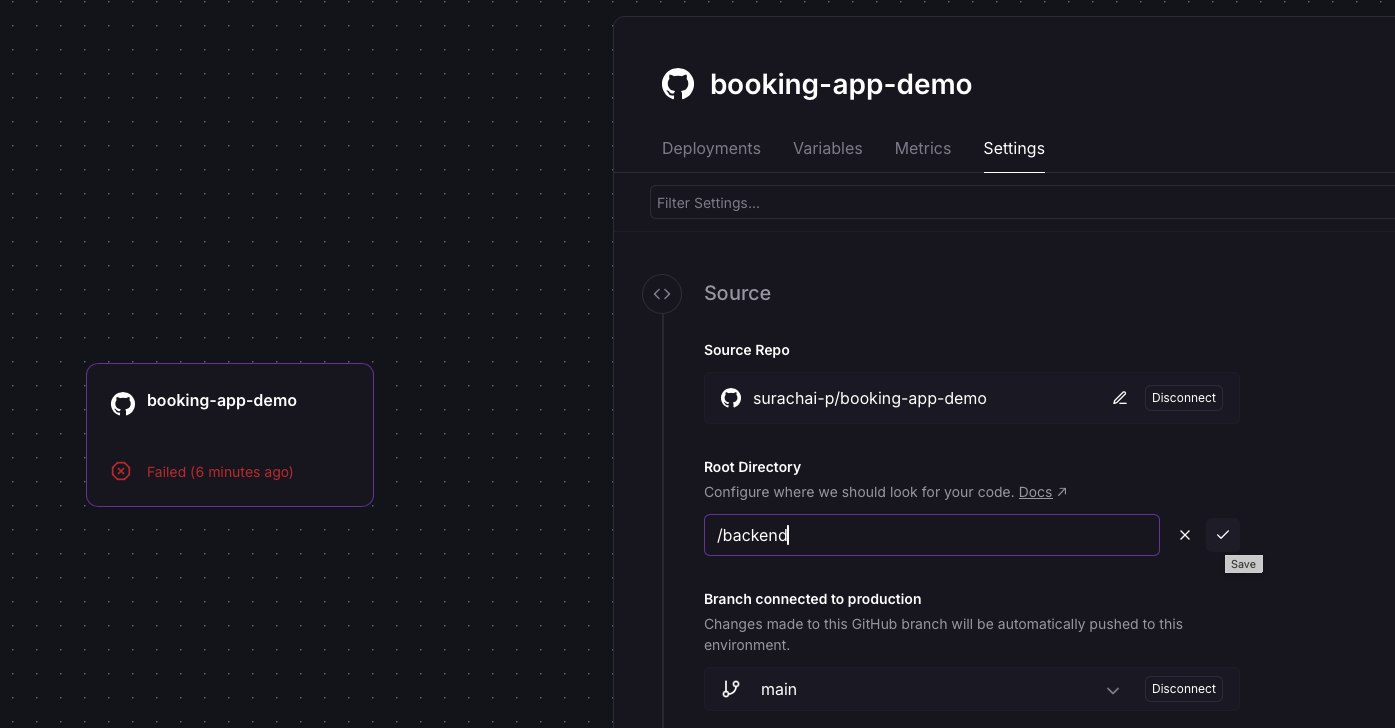 booking-app-demo
Deployments Variables Metrics Settings
Filter Settings...
Source
Source Repo
surachai-p/booking-app-demo Disconnect
Root Directory
Configure where we should look for your code. Docs ↗
/backend
Save
Branch connected to production
Changes made to this GitHub branch will be automatically pushed to this
environment.
main Disconnect
booking-app-demo
Failed (6 minutes ago)